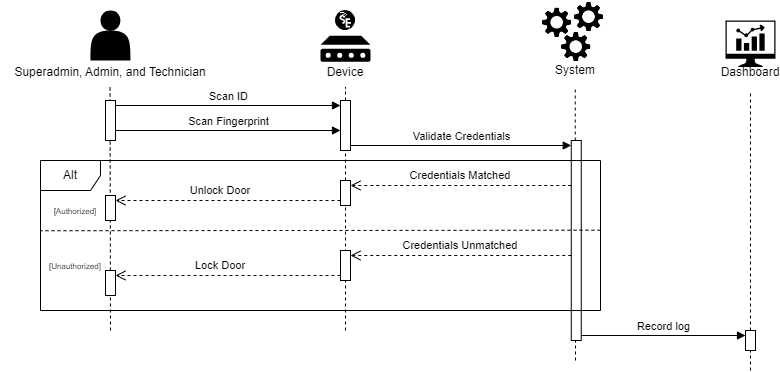 SE
Superadmin, Admin, and Technician
Device
System
Dashboard
Scan ID
Scan Fingerprint
Validate Credentials
Alt
Credentials Matched
Unlock Door
[Authorized]
Credentials Unmatched
[Unauthorized]
Lock Door
Record log